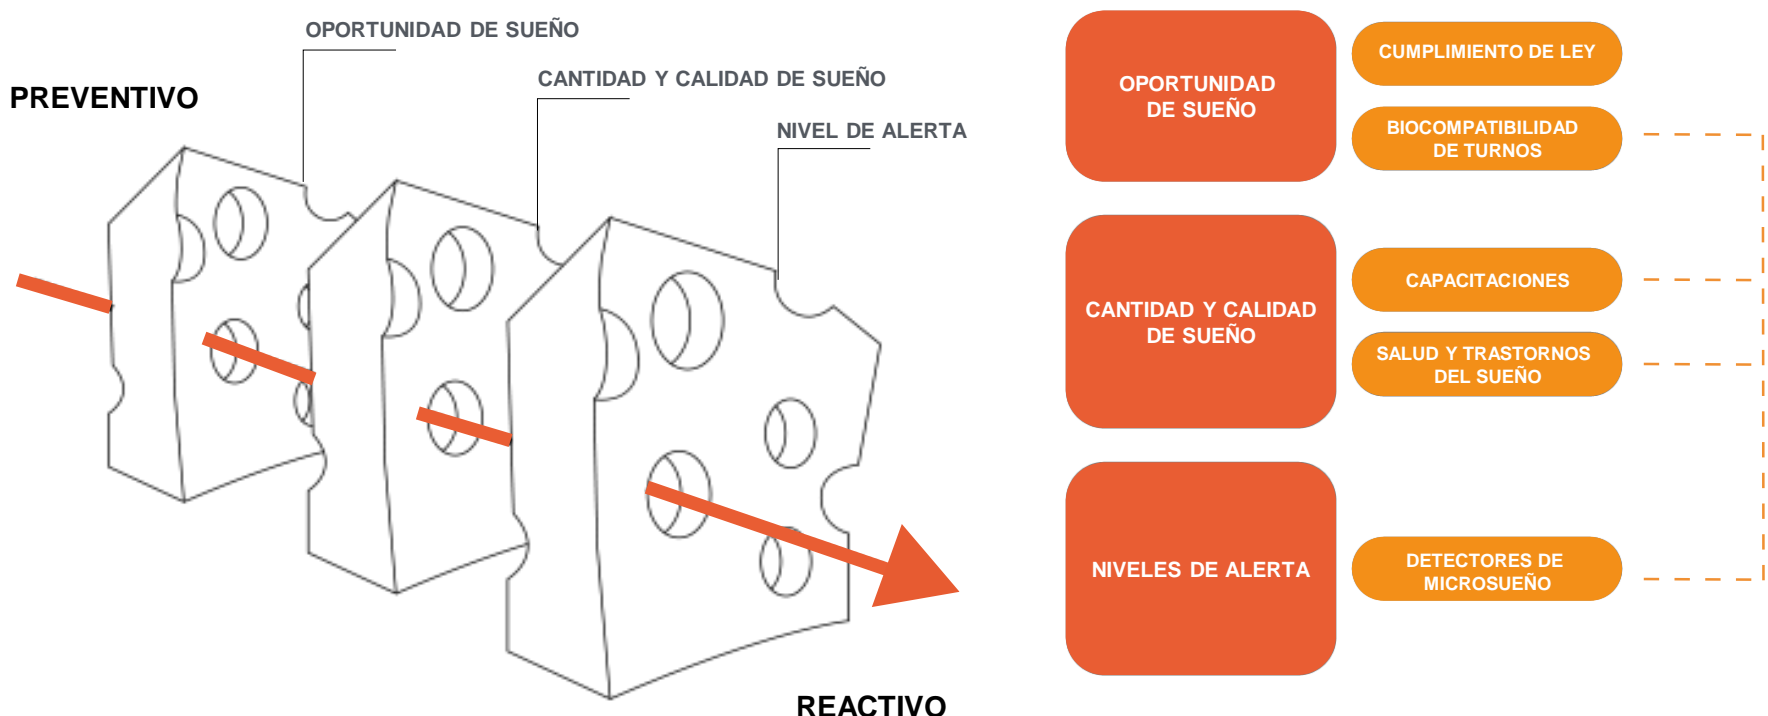 OPORTUNIDAD DE SUEÑO
CANTIDAD Y CALIDAD DE SUEÑO
PREVENTIVO
NIVEL DE ALERTA
REACTIVO
OPORTUNIDAD
DE SUEÑO
CUMPLIMIENTO DE LEY
BIOCOMPATIBILIDAD
DE TURNOS
CANTIDAD Y CALIDAD
DE SUEÑO
CAPACITACIONES
SALUD Y TRASTORNOS
DEL SUEÑO
NIVELES DE ALERTA
DETECTORES DE
MICROSUEÑO